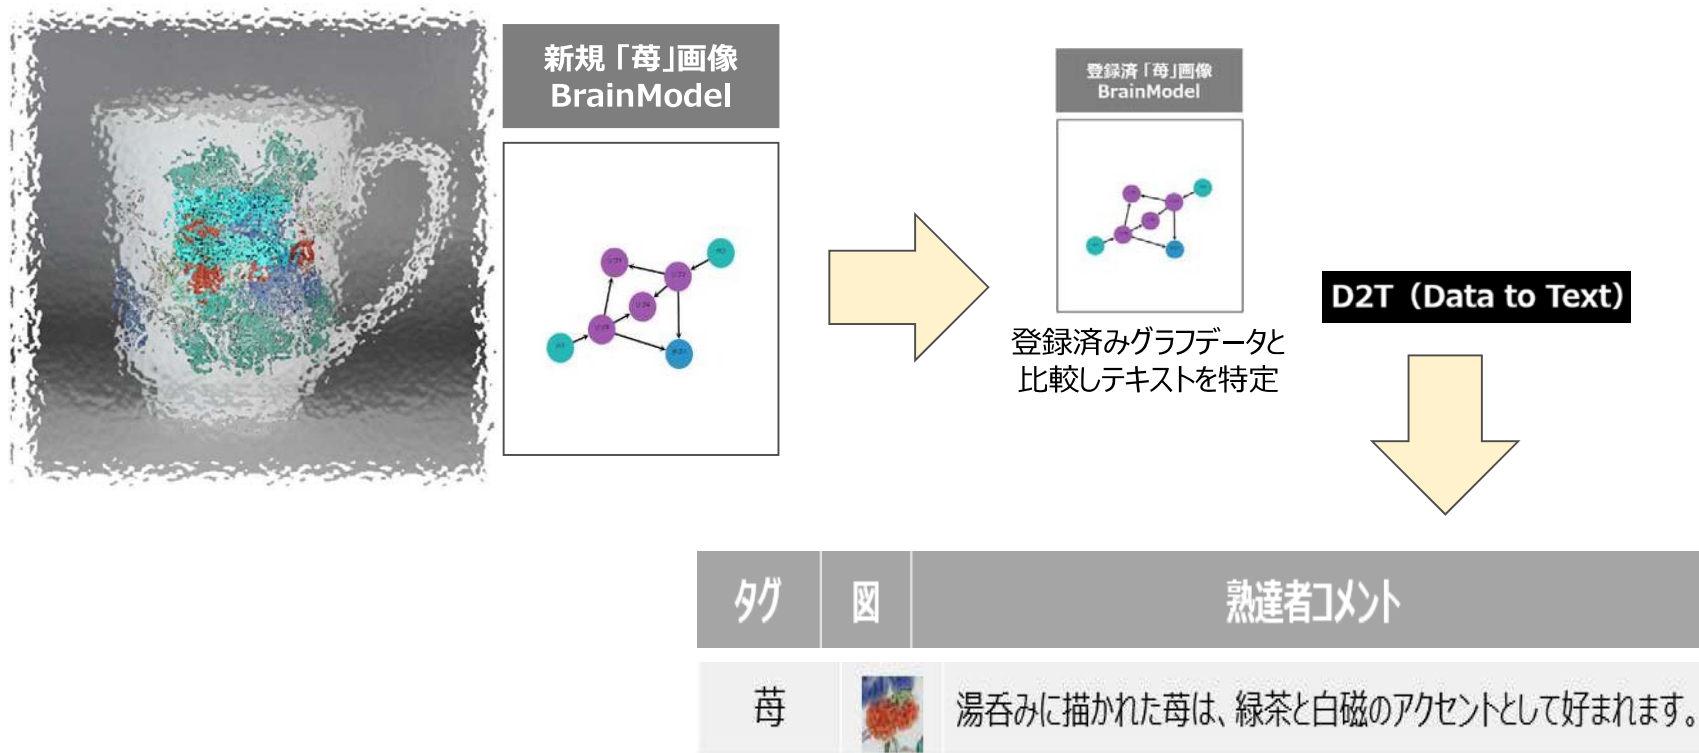 新規「苺」画像
BrainModel
登録済「苺」画像
BrainModel
登録済みグラフデータと
比較しテキストを特定
D2T（Data to Text）
タグ 図 熟達者コメント
苺 湯呑みに描かれた苺は、緑茶と白磁のアクセントとして好まれます。